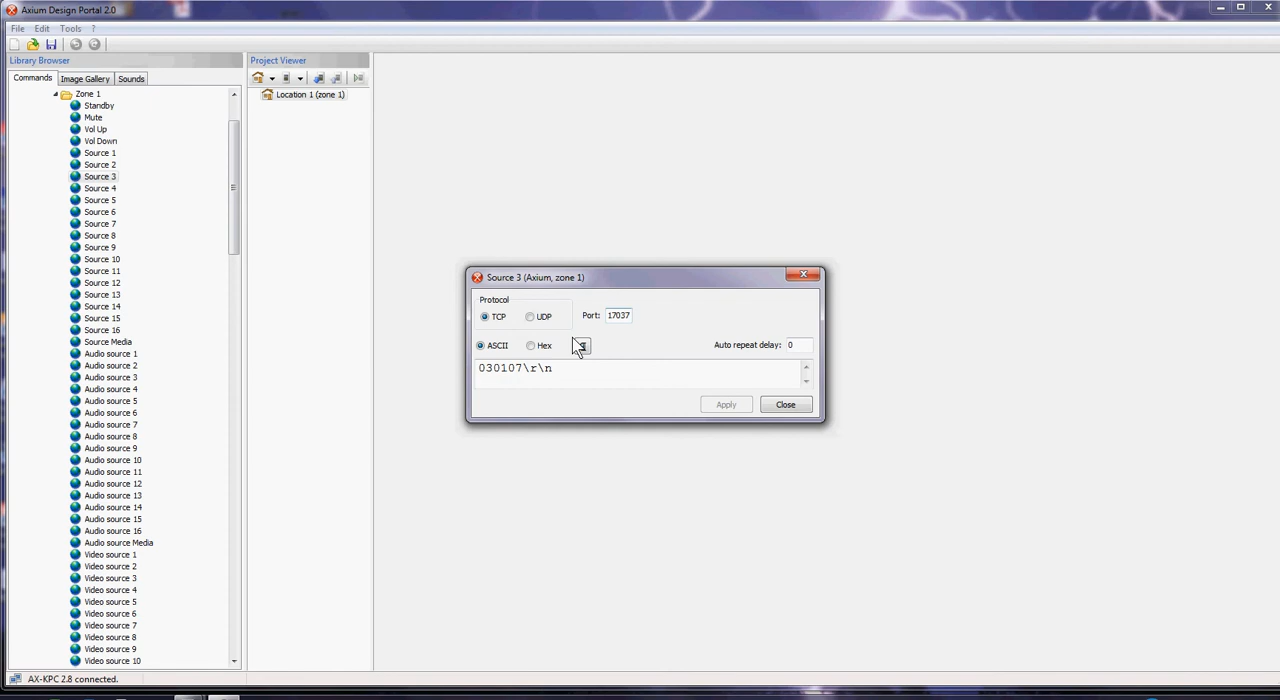 Axium Design Portal 2.0
File Edit Tools ?
Library Browser
Project Viewer
Commands Image Gallery Sounds
Location 1 (zone 1)
Zone 1
Standby
Mute
Vol Up
Vol Down
Source 1
Source 2
Source 3
Source 4
Source 5
Source 6
Source 7
Source 8
Source 9
Source 10
Source 11
Source 12
Source 13
Source 14
Source 15
Source 16
Source Media
Audio source 1
Audio source 2
Audio source 3
Audio source 4
Audio source 5
Audio source 6
Audio source 7
Audio source 8
Audio source 9
Audio source 10
Audio source 11
Audio source 12
Audio source 13
Audio source 14
Audio source 15
Audio source 16
Audio source Media
Video source 1
Video source 2
Video source 3
Video source 4
Video source 5
Video source 6
Video source 7
Video source 8
Video source 9
Video source 10
Source 3 (Axium, zone 1)
Protocol
TCP UDP Port: 17037
ASCII Hex Auto repeat delay: 0
030107\r\n
Apply Close
AX-KPC 2.8 connected.